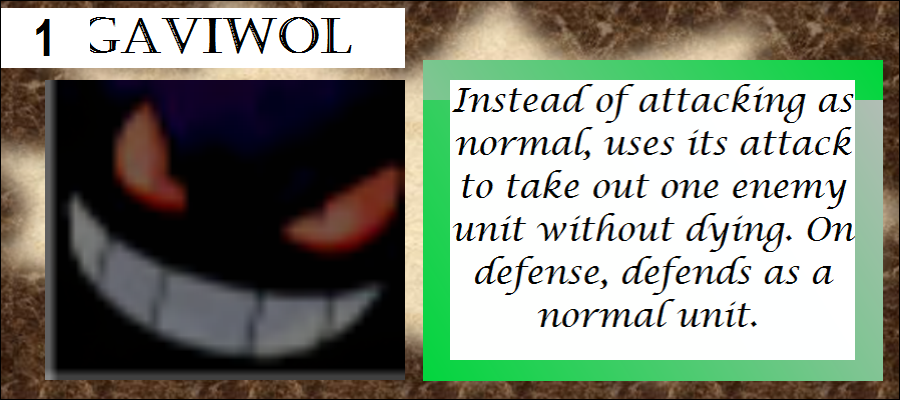 1 GAVIWOL
Instead of attacking as
normal, uses its attack
to take out one enemy
unit without dying. On
defense, defends as a
normal unit.